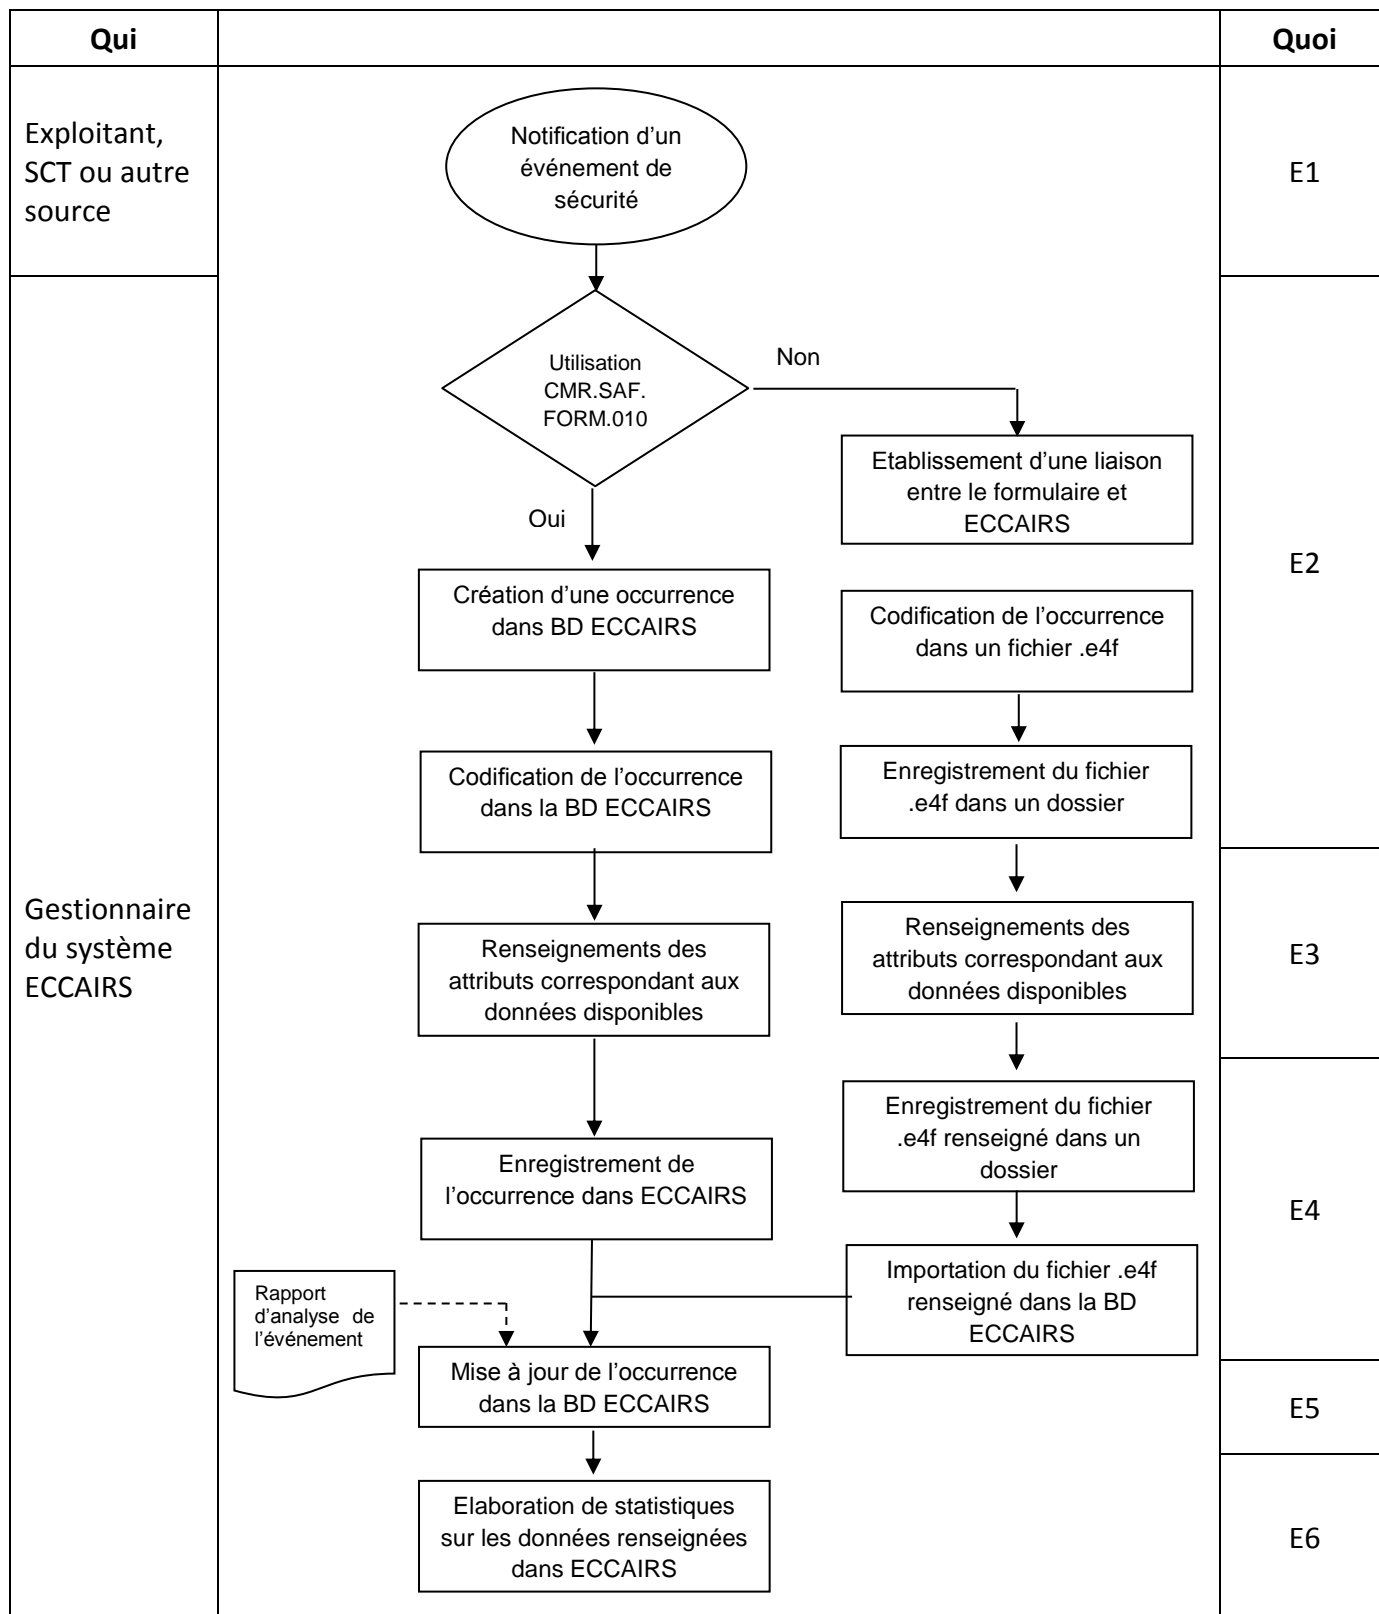 Qui
Quoi
Exploitant,
SCT ou autre
source
Notification d’un
événement de
sécurité
E1
Utilisation
CMR.SAF.
FORM.010
Non
Oui
Etablissement d’une liaison
entre le formulaire et
ECCAIRS
E2
Création d’une occurrence
dans BD ECCAIRS
Codification de l’occurrence
dans un fichier .e4f
Codification de l’occurrence
dans la BD ECCAIRS
Enregistrement du fichier
.e4f dans un dossier
Gestionnaire
du système
ECCAIRS
Renseignements des
attributs correspondant aux
données disponibles
Renseignements des
attributs correspondant aux
données disponibles
E3
Enregistrement de
l’occurrence dans ECCAIRS
Enregistrement du fichier
.e4f renseigné dans un
dossier
E4
Importation du fichier .e4f
renseigné dans la BD
ECCAIRS
Rapport
d’analyse de
l’événement
Mise à jour de l’occurrence
dans la BD ECCAIRS
E5
Elaboration de statistiques
sur les données renseignées
dans ECCAIRS
E6